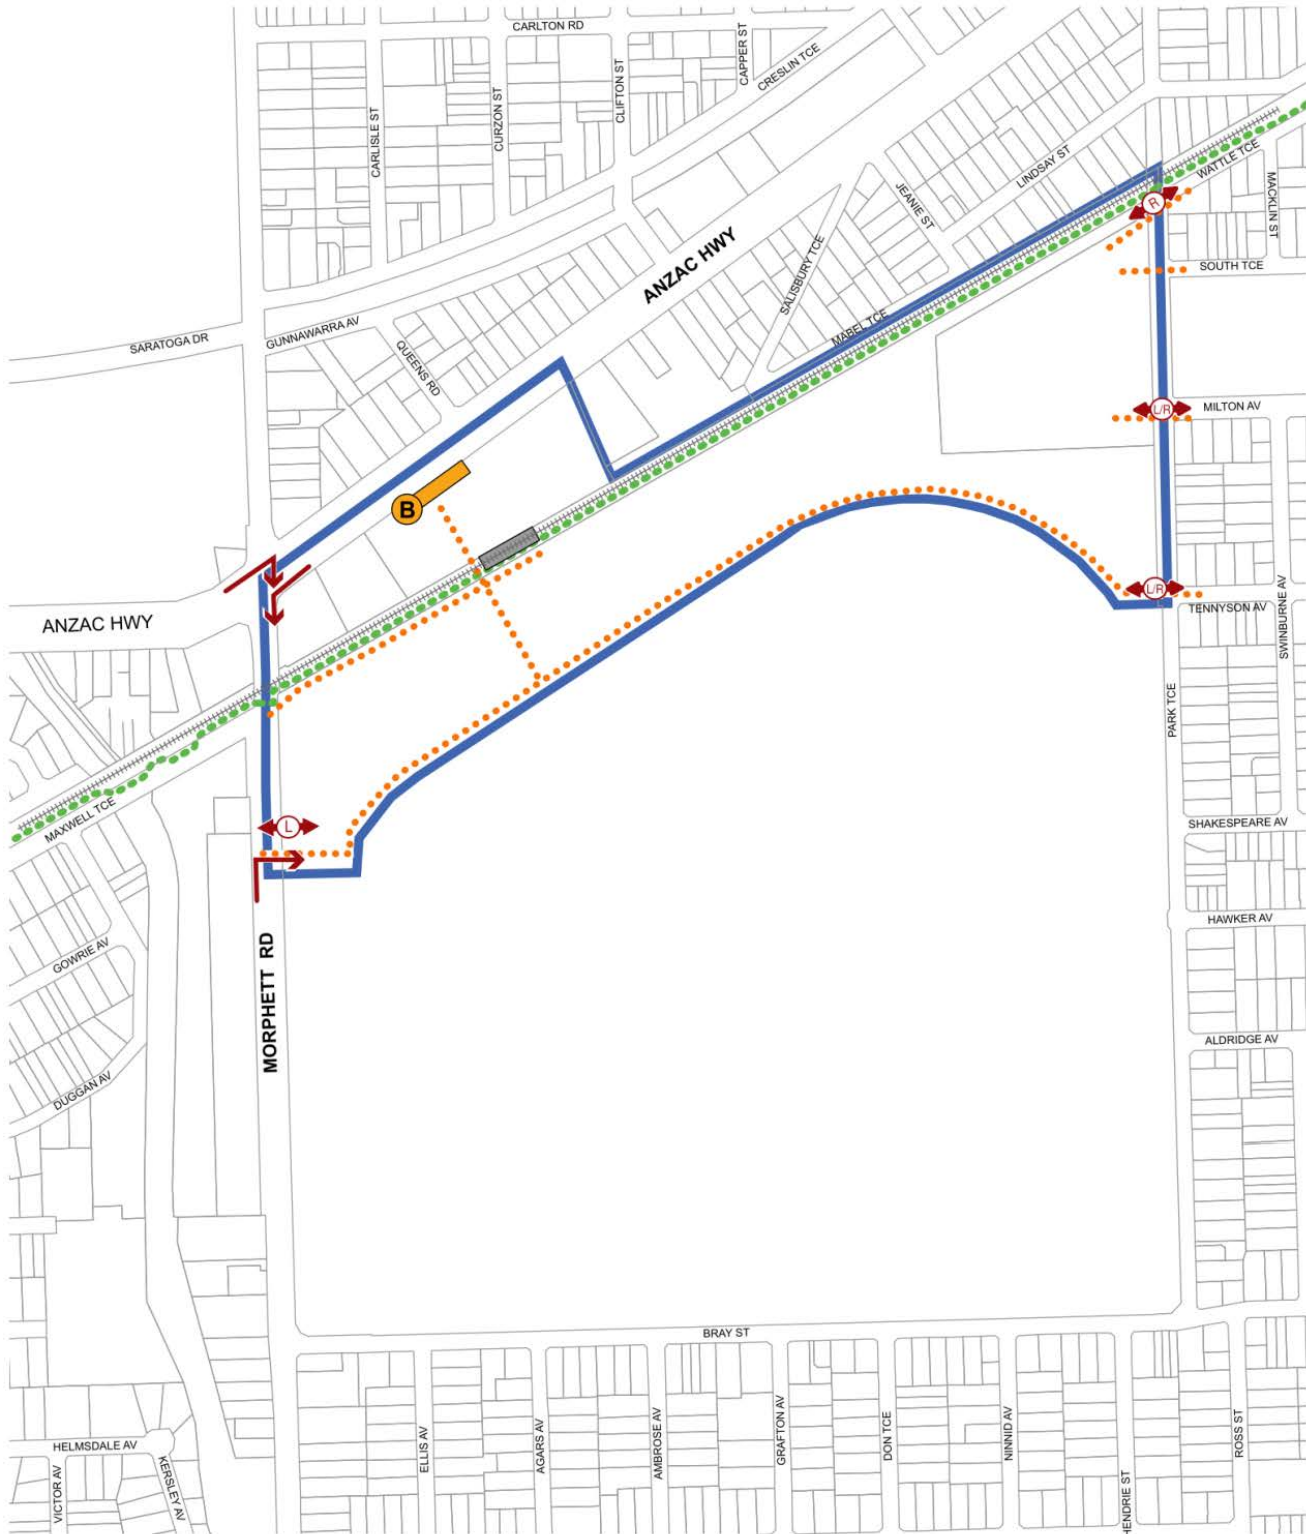 CARLTON RD
CAPPER ST
CRESLIN TCE
CLIFTON ST
CURZON ST
CARLISLE ST
LINDSAY ST
WATTLE TCE
JEANIE ST
MACKLIN ST
R
SALISBURY TCE
ANZAC HWY
SOUTH TCE
MABEL TCE
GUNNAWARRA AV
SARATOGA DR
QUEENS RD
L/R
MILTON AV
B
L/R
TENNYSON AV
SWINBURNE AV
ANZAC HWY
PARK TCE
MAXWELL TCE
L
SHAKESPEARE AV
HAWKER AV
GOWRIE AV
MORPHETT RD
ALDRIDGE AV
DUGGAN AV
BRAY ST
ELLIS AV
AGARS AV
AMBROSE AV
GRAFTON AV
DON TCE
NINNID AV
HENDRIE ST
ROSS ST
HELMSDALE AV
VICTOR AV
KERSLEY AV